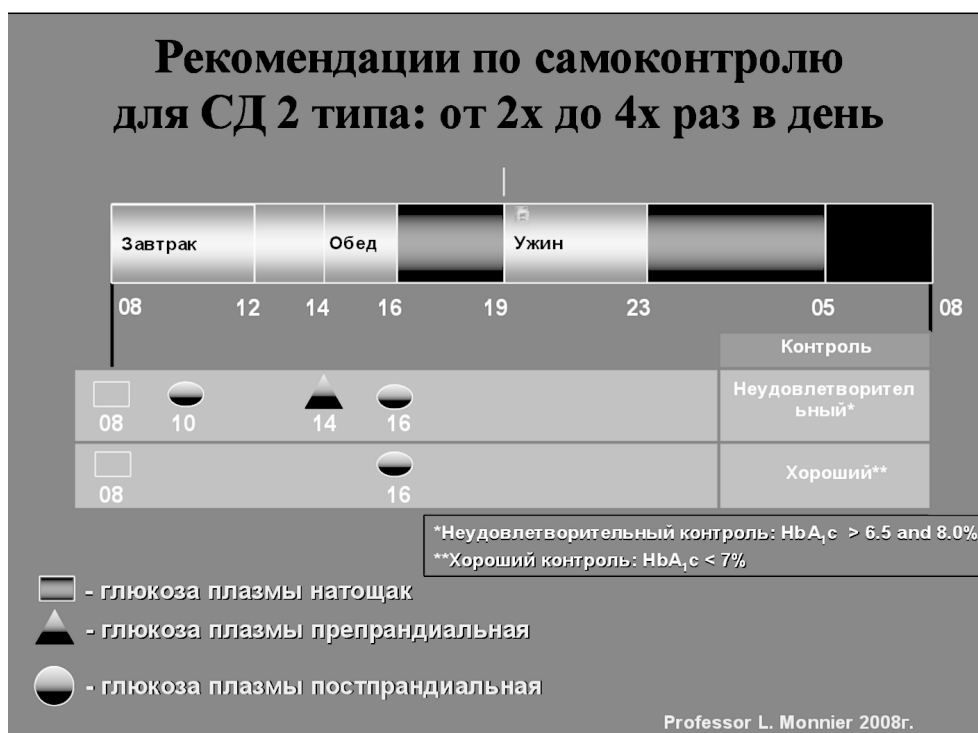 Рекомендации по самоконтролю
для СД 2 типа: от 2х до 4х раз в день
Завтрак Обед Ужин
08 12 14 16 19 23 05 08
Контроль
Неудовлетворител
ьный*
08 10 14 16
Хороший**
08 16
*Неудовлетворительный контроль: HbA₁c > 6.5 and 8.0%
**Хороший контроль: HbA₁c < 7%
- глюкоза плазмы натощак
- глюкоза плазмы препрандиальная
- глюкоза плазмы постпрандиальная
Professor L. Monnier 2008г.